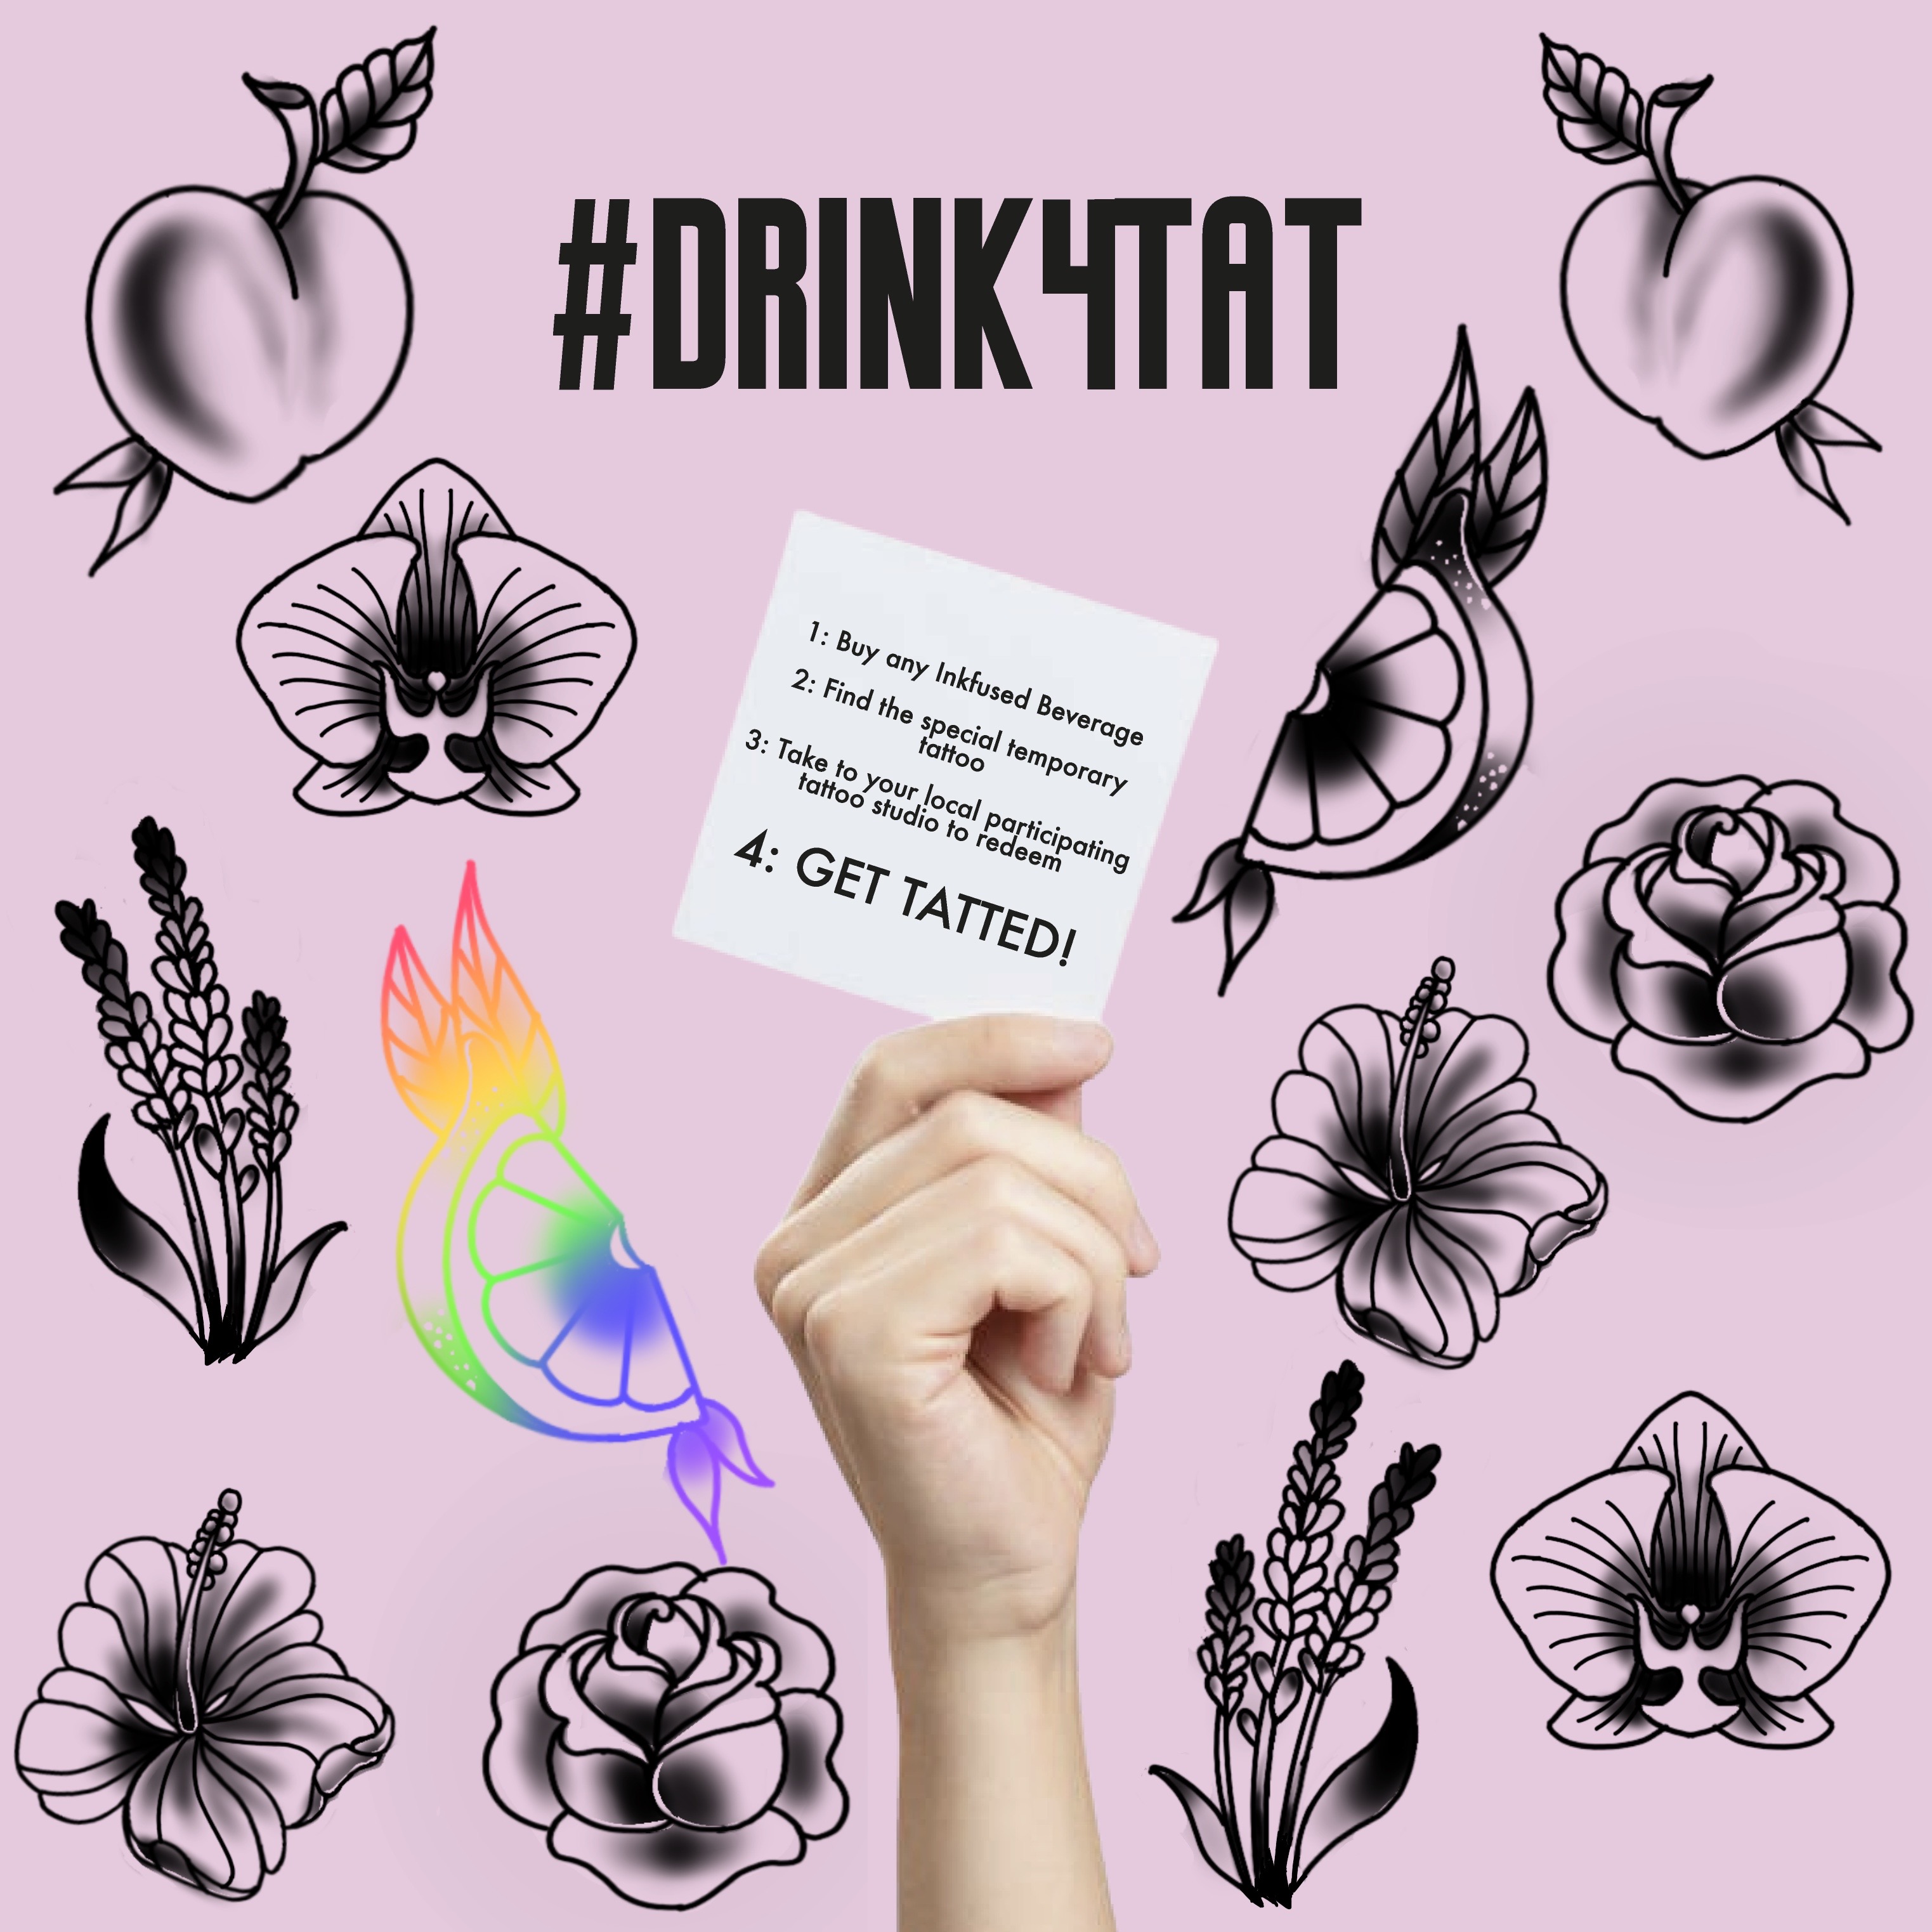 #DRINK4TAT
1: Buy any Inkfused Beverage
2: Find the special temporary
tattoo
3: Take to your local participating
tattoo studio to redeem
4: GET TATTED!